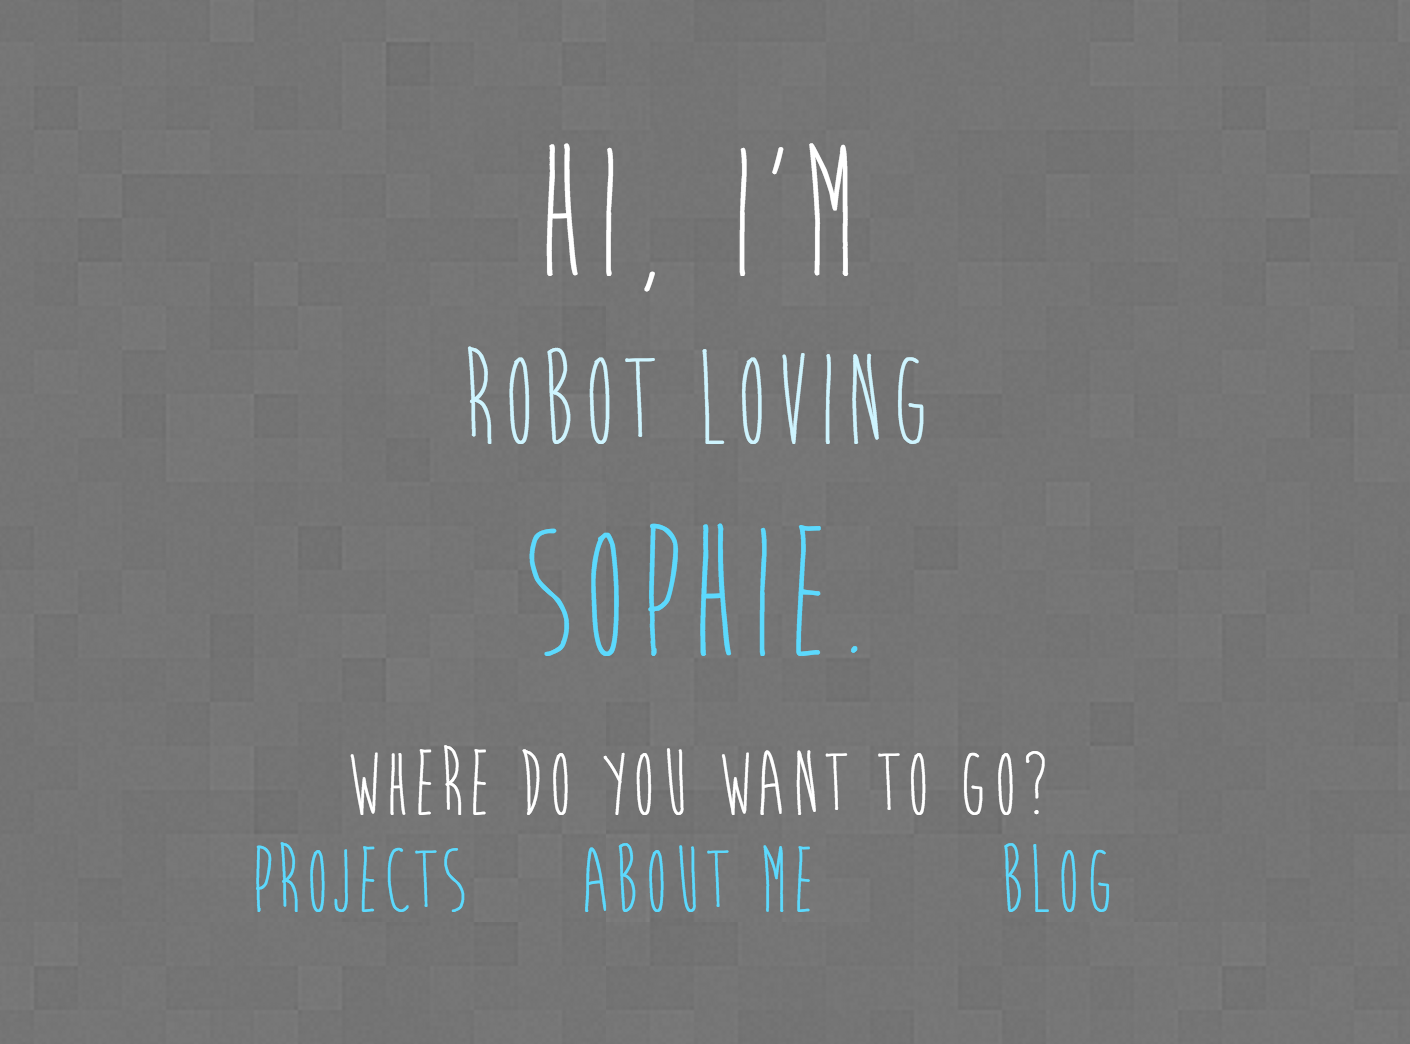 HI, I'M
ROBOT LOVING
SOPHIE.
WHERE DO YOU WANT TO GO?
PROJECTS ABOUT ME BLOG